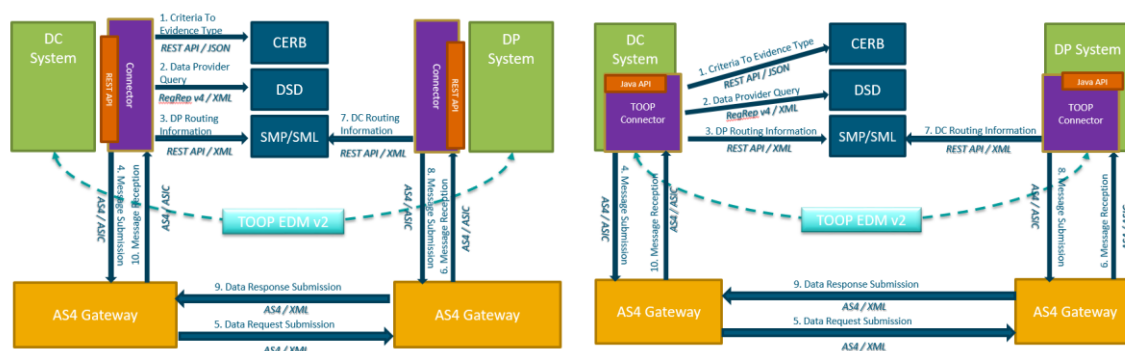 DC
System
REST API
Connector
1. Criteria To
Evidence Type
REST API / JSON
CERB
2. Data Provider
Query
RegRep v4 / XML
DSD
3. DP Routing
Information
REST API / XML
SMP/SML
7. DC Routing
Information
REST API / XML
Connector
REST API
DP
System
4. Message Submission
AS4 / ASIC
10. Message Reception
AS4 / ASIC
8. Message Submission
AS4 / ASIC
6. Message Reception
AS4 / ASIC
TOOP EDM v2
AS4 Gateway
9. Data Response Submission
AS4 / XML
5. Data Request Submission
AS4 / XML
AS4 Gateway
DC
System
Java API
TOOP
Connector
1. Criteria To Evidence Type
REST API / JSON
CERB
2. Data Provider Query
RegRep v4 / XML
DSD
3. DP Routing Information
REST API / XML
SMP/SML
7. DC Routing Information
REST API / XML
DP System
Java API
TOOP
Connector
4. Message Submission
AS4 / ASIC
10. Message Reception
AS4 / ASIC
8. Message Submission
AS4 / ASIC
6. Message Reception
AS4 / ASIC
TOOP EDM v2
AS4 Gateway
9. Data Response Submission
AS4 / XML
5. Data Request Submission
AS4 / XML
AS4 Gateway